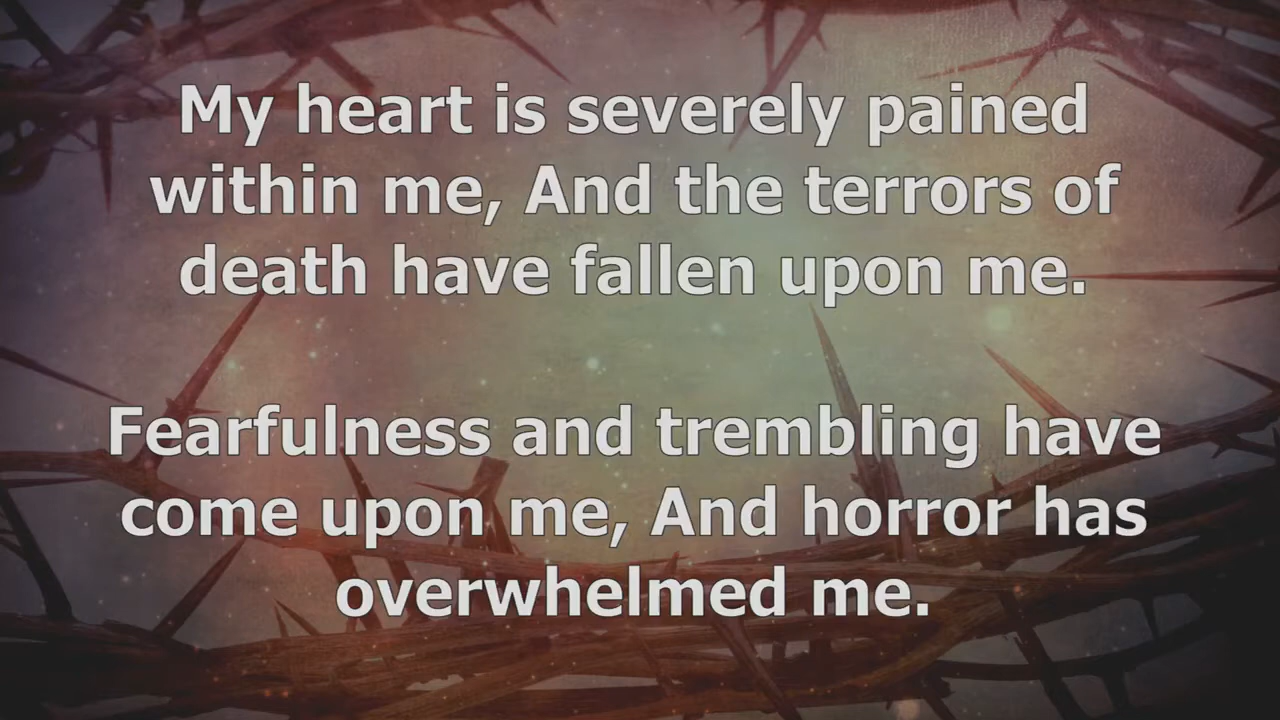 My heart is severely pained
within me, And the terrors of
death have fallen upon me.
Fearfulness and trembling have
come upon me, And horror has
overwhelmed me.